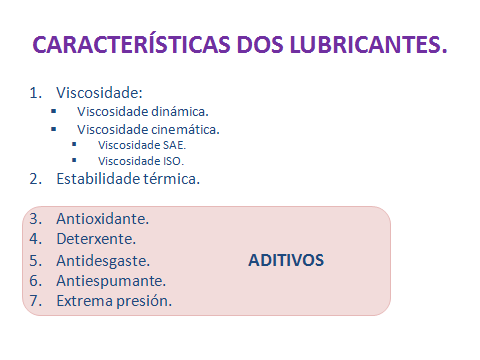 CARACTERÍSTICAS DOS LUBRICANTES.
1. Viscosidade:
▪ Viscosidade dinámica.
▪ Viscosidade cinemática.
▪ Viscosidade SAE.
▪ Viscosidade ISO.
2. Estabilidade térmica.
3. Antioxidante.
4. Deterxente.
5. Antidesgaste. ADITIVOS
6. Antiespumante.
7. Extrema presión.